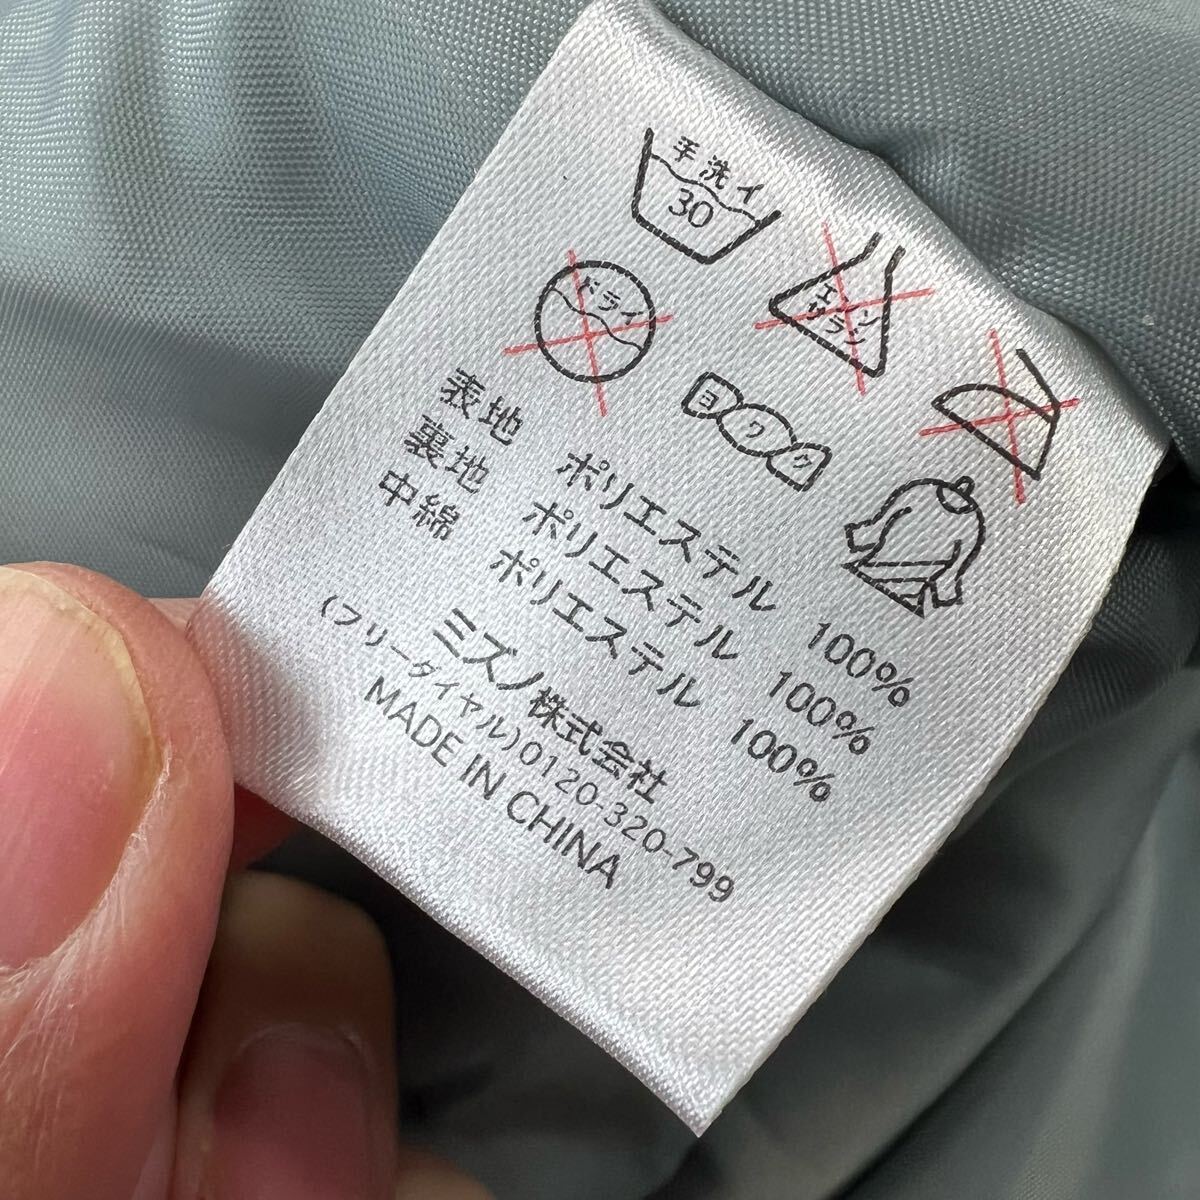 手洗イ
30
エンソ
サラシ
ドライ
ヨワク
表地 ポリエステル 100%
裏地 ポリエステル 100%
中綿 ポリエステル 100%
ミズノ株式会社
(フリーダイヤル)0120-320-799
MADE IN CHINA